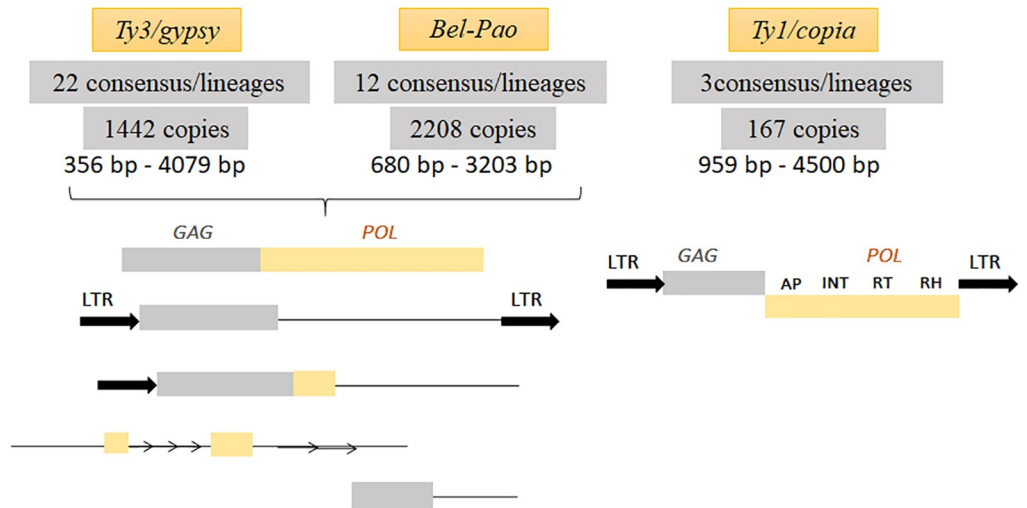 Ty3/gypsy
Bel-Pao
Ty1/copia
22 consensus/lineages
12 consensus/lineages
3consensus/lineages
1442 copies
2208 copies
167 copies
356 bp - 4079 bp
680 bp - 3203 bp
959 bp - 4500 bp
GAG
POL
LTR
LTR
LTR
GAG
POL
LTR
AP
INT
RT
RH